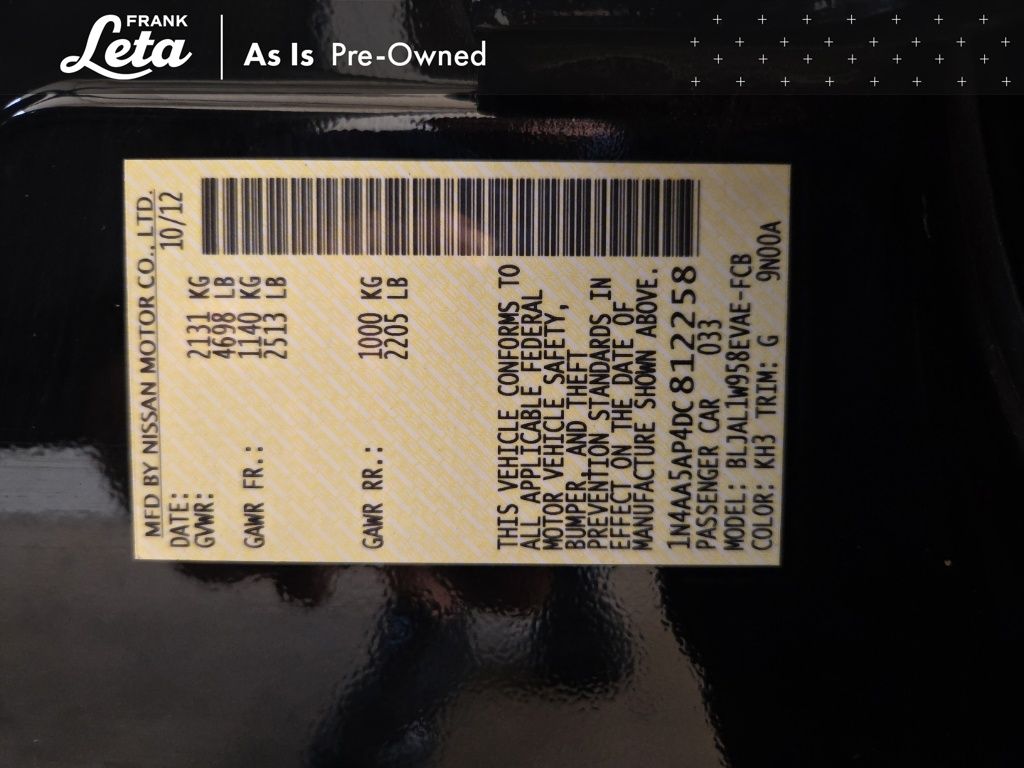 FRANK
Leta
As Is Pre-Owned
MFD BY NISSAN MOTOR CO., LTD.
DATE: 10/12
GVWR: 2131 KG
4698 LB
GAWR FR.: 1140 KG
2513 LB
GAWR RR.: 1000 KG
2205 LB
THIS VEHICLE CONFORMS TO
ALL APPLICABLE FEDERAL
MOTOR VEHICLE SAFETY,
BUMPER, AND THEFT
PREVENTION STANDARDS IN
EFFECT ON THE DATE OF
MANUFACTURE SHOWN ABOVE.
1N4AA5AP4DC812258
PASSENGER CAR 033
MODEL: BLJALlW958EVAE-FCB
COLOR: KH3 TRIM: G 9N00A